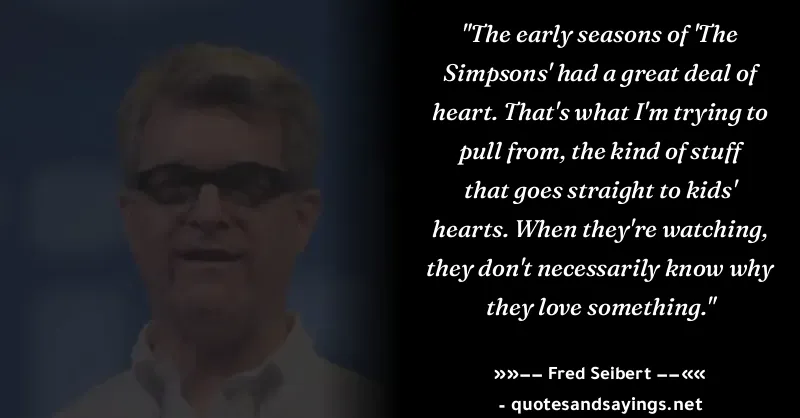 "The early seasons of 'The
Simpsons' had a great deal of
heart. That's what I'm trying to
pull from, the kind of stuff
that goes straight to kids'
hearts. When they're watching,
they don't necessarily know why
they love something."
»»–– Fred Seibert ––««
- quotesandsayings.net